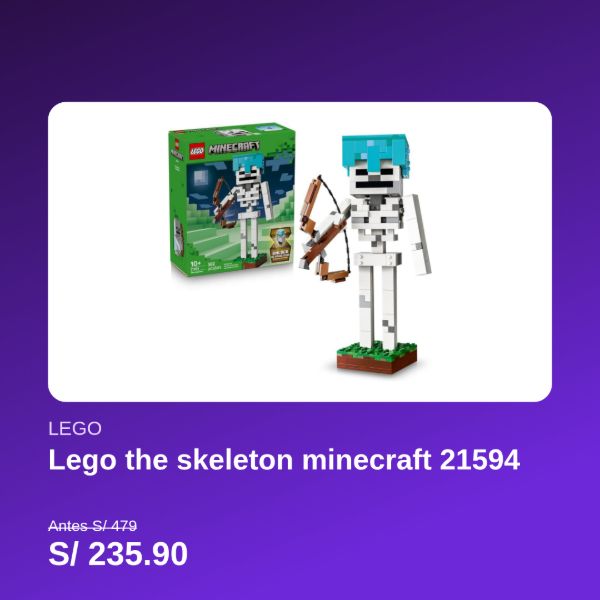 LEGO
MINECRAFT
10+
LEGO
Lego the skeleton minecraft 21594
Antes S/ 479
S/ 235.90